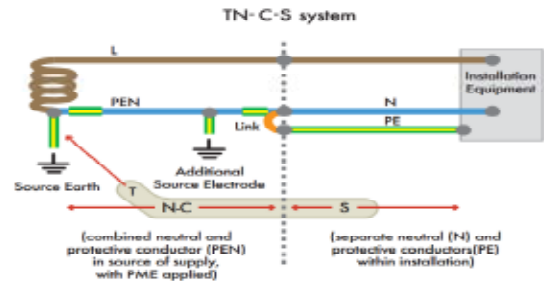 TN-C-S system
L
Installation
Equipment
PEN
N
Link
PE
Source Earth
Additional
Source Electrode
T
N-C
S
(combined neutral and
protective conductor (PEN)
in source of supply,
with PME applied)
(separate neutral (N) and
protective conductors(PE)
within installation)